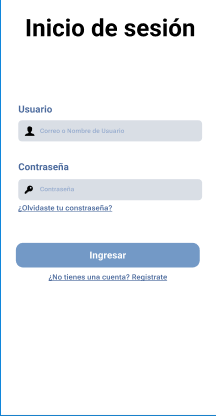 Inicio de sesión
Usuario
Correo o Nombre de Usuario
Contraseña
Contraseña
¿Olvidaste tu constraseña?
Ingresar
¿No tienes una cuenta? Registrate